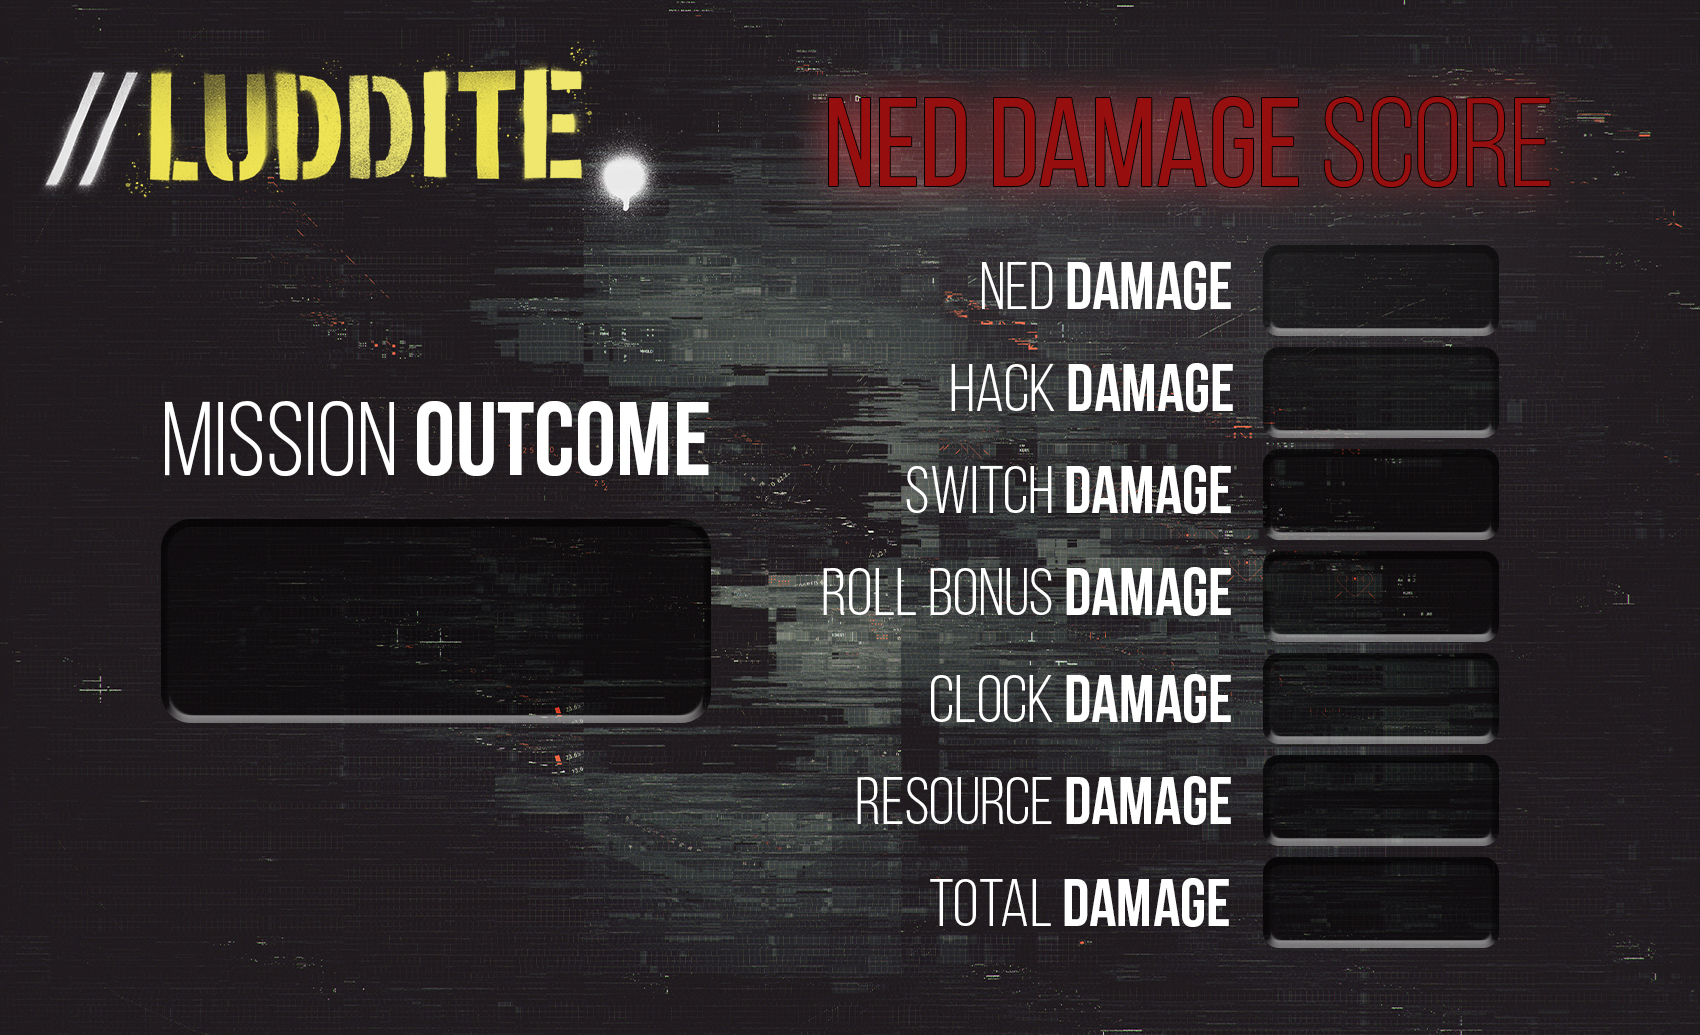 //LUDDITE.
NED DAMAGE SCORE
MISSION OUTCOME
NED DAMAGE
HACK DAMAGE
SWITCH DAMAGE
ROLL BONUS DAMAGE
CLOCK DAMAGE
RESOURCE DAMAGE
TOTAL DAMAGE